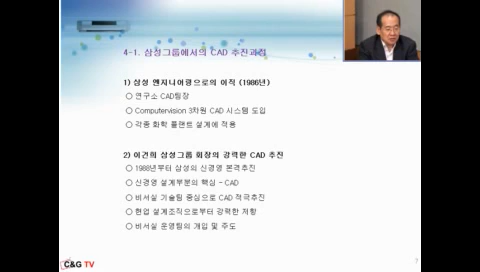 4-1. 삼성그룹에서의 CAD 추진과정
1) 삼성 엔지니어링으로의 이직 (1986년)
○ 연구소 CAD팀장
○ Computervision 3차원 CAD 시스템 도입
○ 각종 화학 플랜트 설계에 적용
2) 이건희 삼성그룹 회장의 강력한 CAD 추진
○ 1988년부터 삼성의 신경영 본격추진
○ 신경영 설계부문의 핵심 - CAD
○ 비서실 기술팀 중심으로 CAD 적극추진
○ 현업 설계조직으로부터 강력한 저항
○ 비서실 운영팀의 개입 및 주도
C&G TV
7